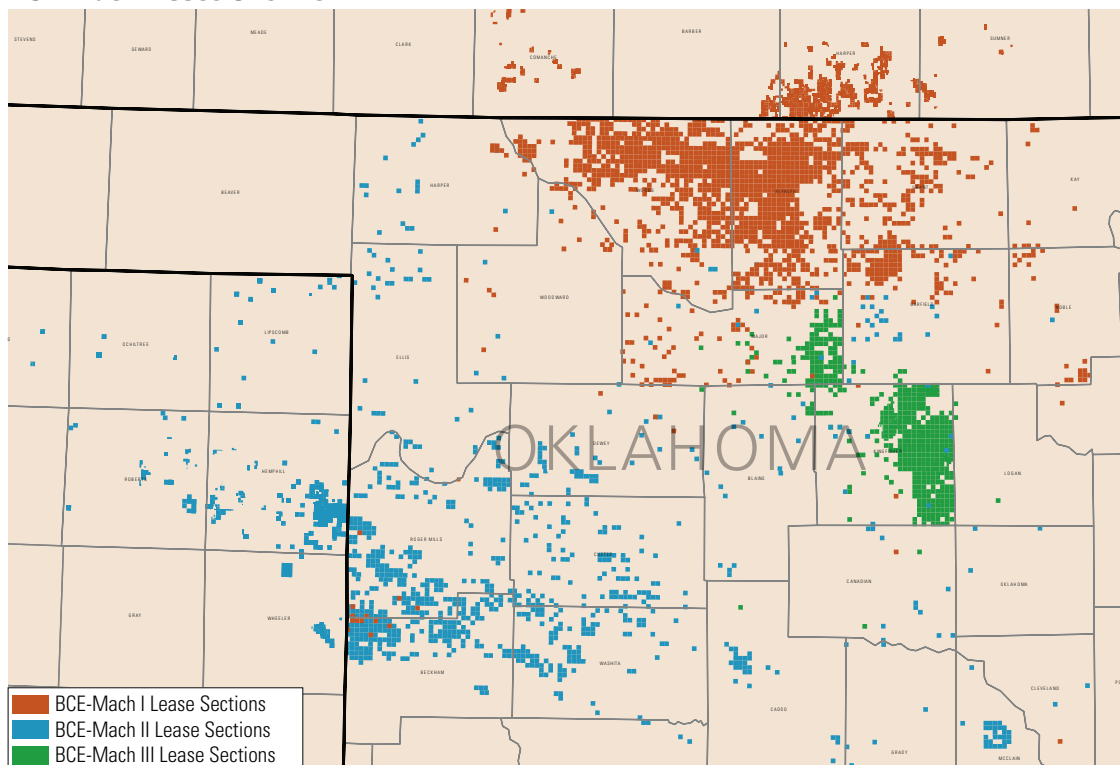 STEVENS
SEWARD
MEADE
CLARK
COMANCHE
BARBER
HARPER
SUMNER
BEAVER
HARPER
KAY
WOODWARD
GARFIELD
NOBLE
MAJOR
OCHILTREE
LIPSCOMB
ELLIS
OKLAHOMA
DEWEY
KINGFISHER
ROBERTS
HEMPHILL
BLAINE
LOGAN
ROGER MILLS
CUSTER
CANADIAN
OKLAHOMA
GRAY
WHEELER
BECKHAM
WASHITA
CADDO
CLEVELAND
GRADY
MCCLAIN
BCE-Mach I Lease Sections
BCE-Mach II Lease Sections
BCE-Mach III Lease Sections